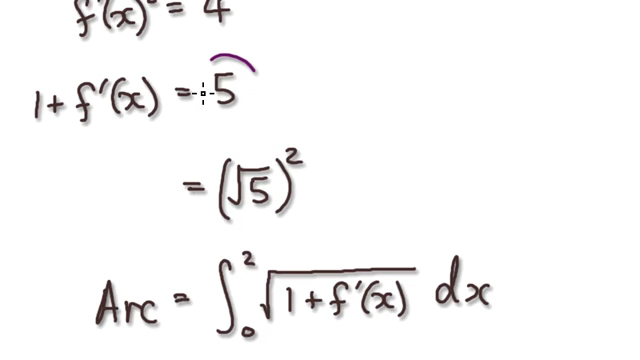 f'(x)² = 4
1 + f'(x) = 5
= (√5)²
Arc = ∫₀² √(1 + f'(x)) dx